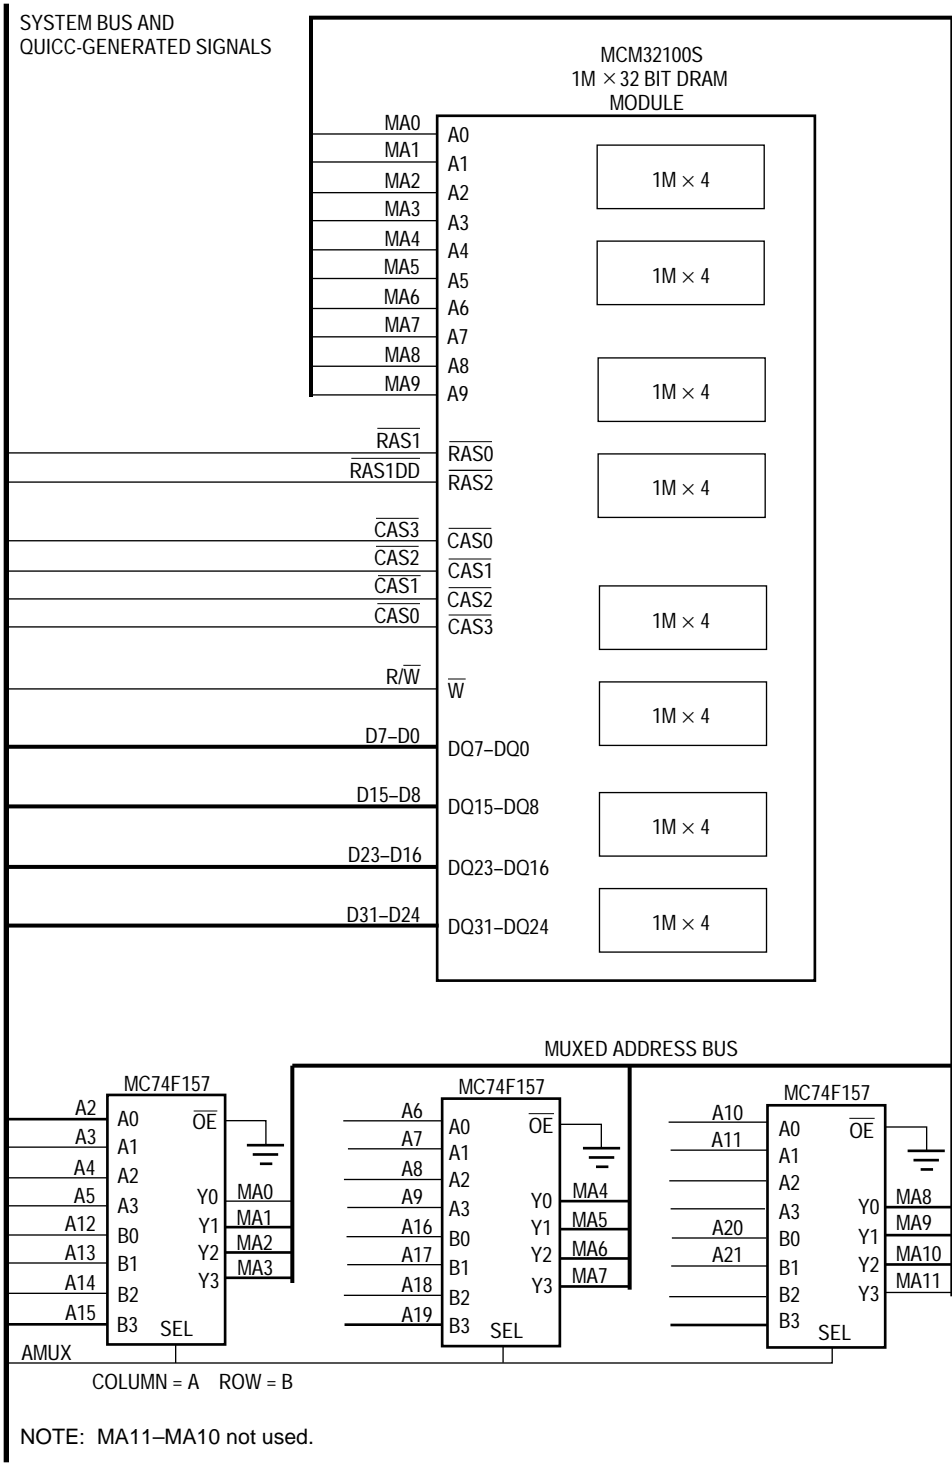 SYSTEM BUS AND
QUICC-GENERATED SIGNALS
MCM32100S
1M × 32 BIT DRAM
MODULE
MA0 A0
MA1 A1
MA2 A2
MA3 A3
MA4 A4
MA5 A5
MA6 A6
MA7 A7
MA8 A8
MA9 A9
RAS1 RAS0
RAS1DD RAS2
CAS3 CAS0
CAS2 CAS1
CAS1 CAS2
CAS0 CAS3
R/W W
D7–D0 DQ7–DQ0
D15–D8 DQ15–DQ8
D23–D16 DQ23–DQ16
D31–D24 DQ31–DQ24
1M × 4
1M × 4
1M × 4
1M × 4
1M × 4
1M × 4
1M × 4
1M × 4
MUXED ADDRESS BUS
MC74F157
A2 A0 OE
A3 A1
A4 A2
A5 A3 Y0 MA0
A12 B0 Y1 MA1
A13 B1 Y2 MA2
A14 B2 Y3 MA3
A15 B3 SEL
MC74F157
A6 A0 OE
A7 A1
A8 A2
A9 A3 Y0 MA4
A16 B0 Y1 MA5
A17 B1 Y2 MA6
A18 B2 Y3 MA7
A19 B3 SEL
MC74F157
A10 A0 OE
A11 A1
A2
A3 Y0 MA8
A20 B0 Y1 MA9
A21 B1 Y2 MA10
B2 Y3 MA11
B3 SEL
AMUX
COLUMN = A ROW = B
NOTE: MA11–MA10 not used.